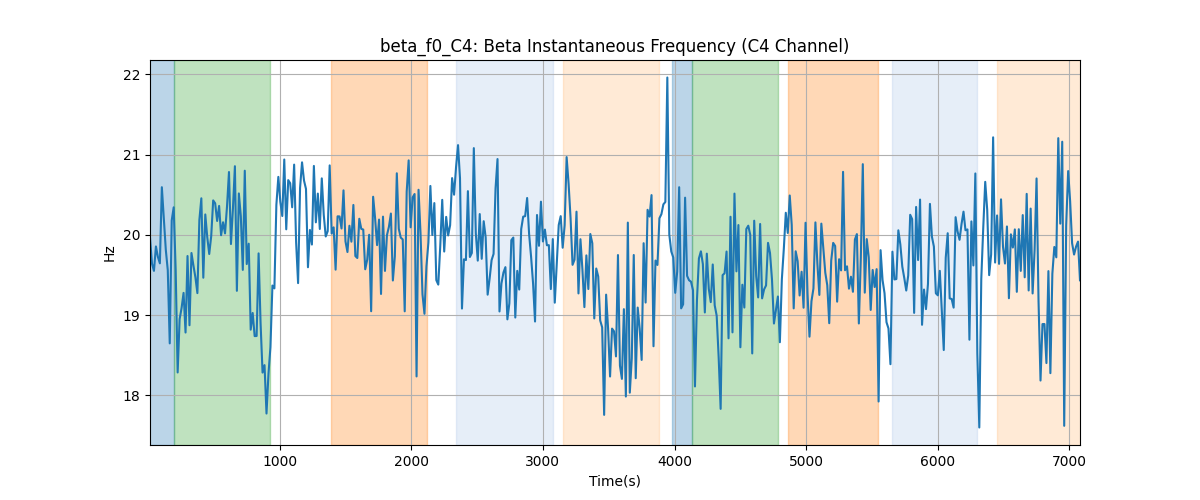 beta_f0_C4: Beta Instantaneous Frequency (C4 Channel)
Hz
22
21
20
19
18
1000 2000 3000 4000 5000 6000 7000
Time(s)